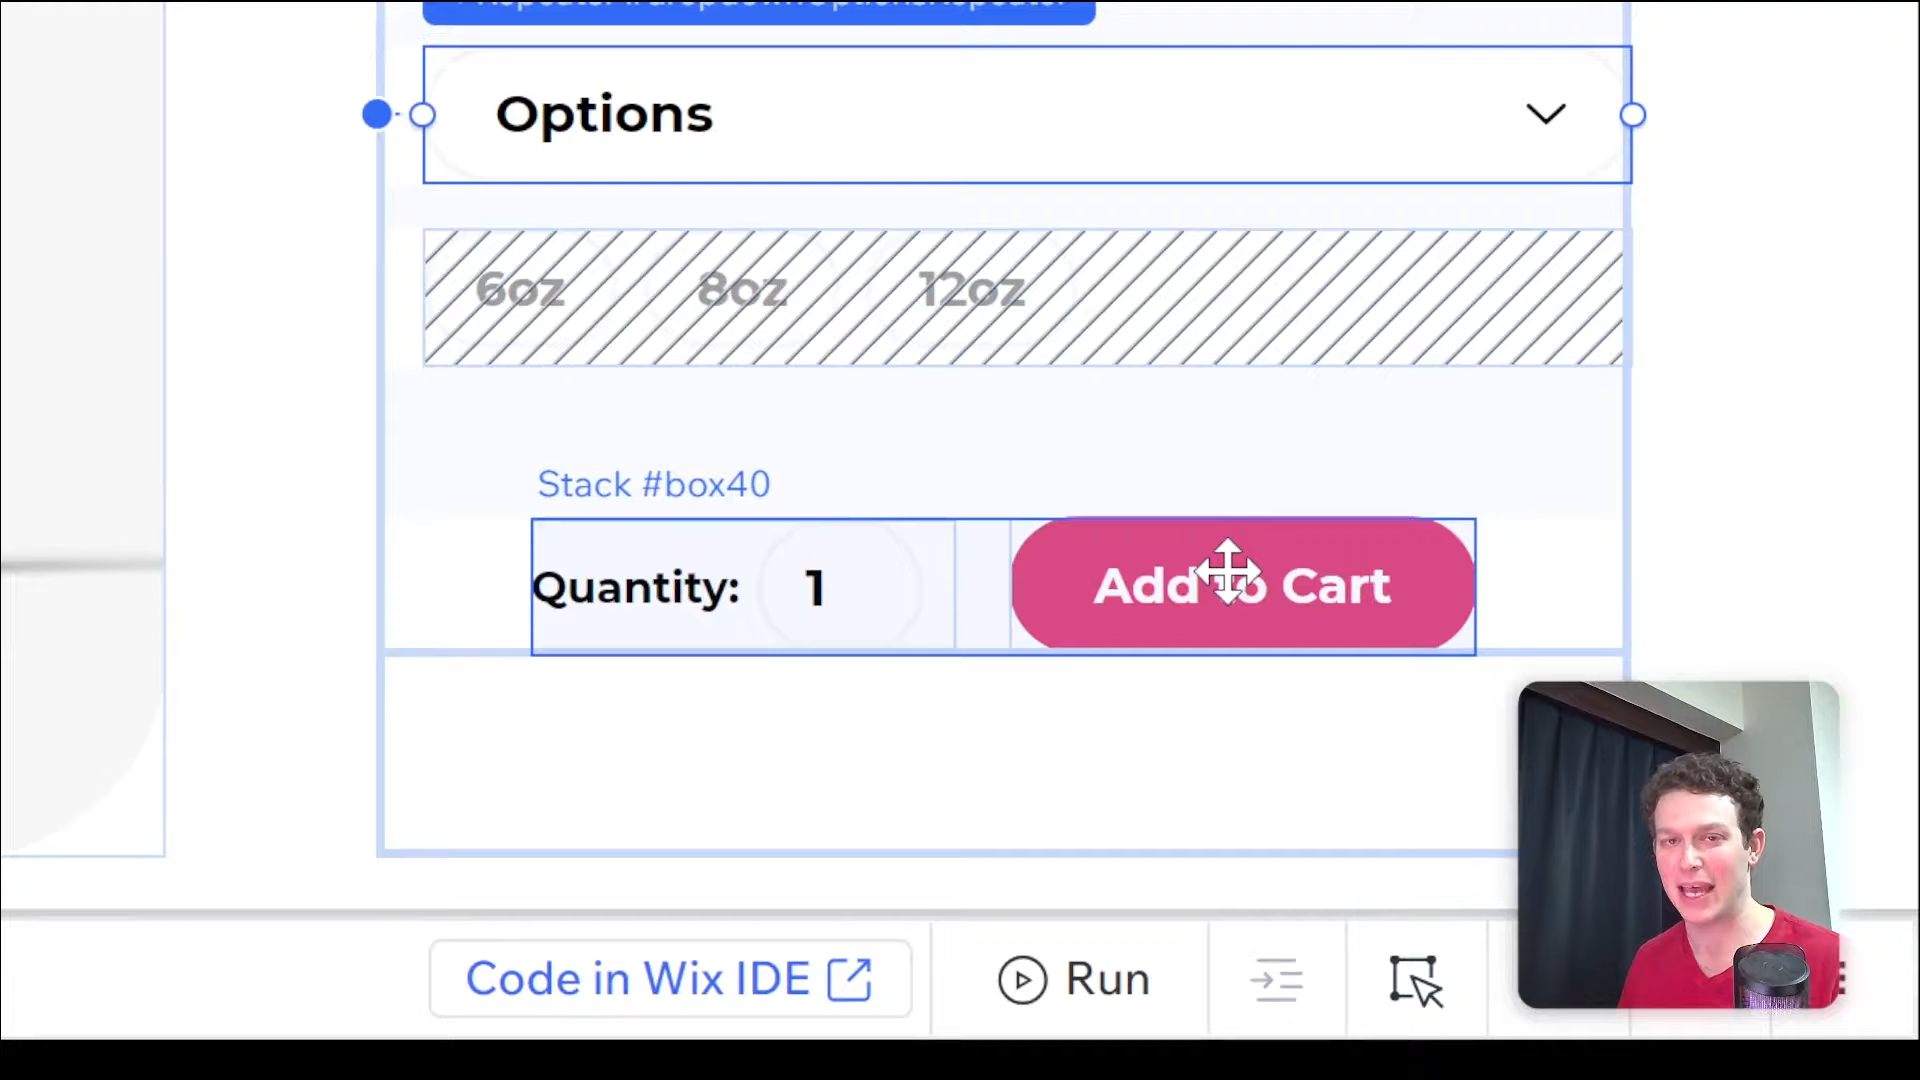 Options
6oz 8oz 12oz
Stack #box40
Quantity: 1 Add to Cart
Code in Wix IDE Run